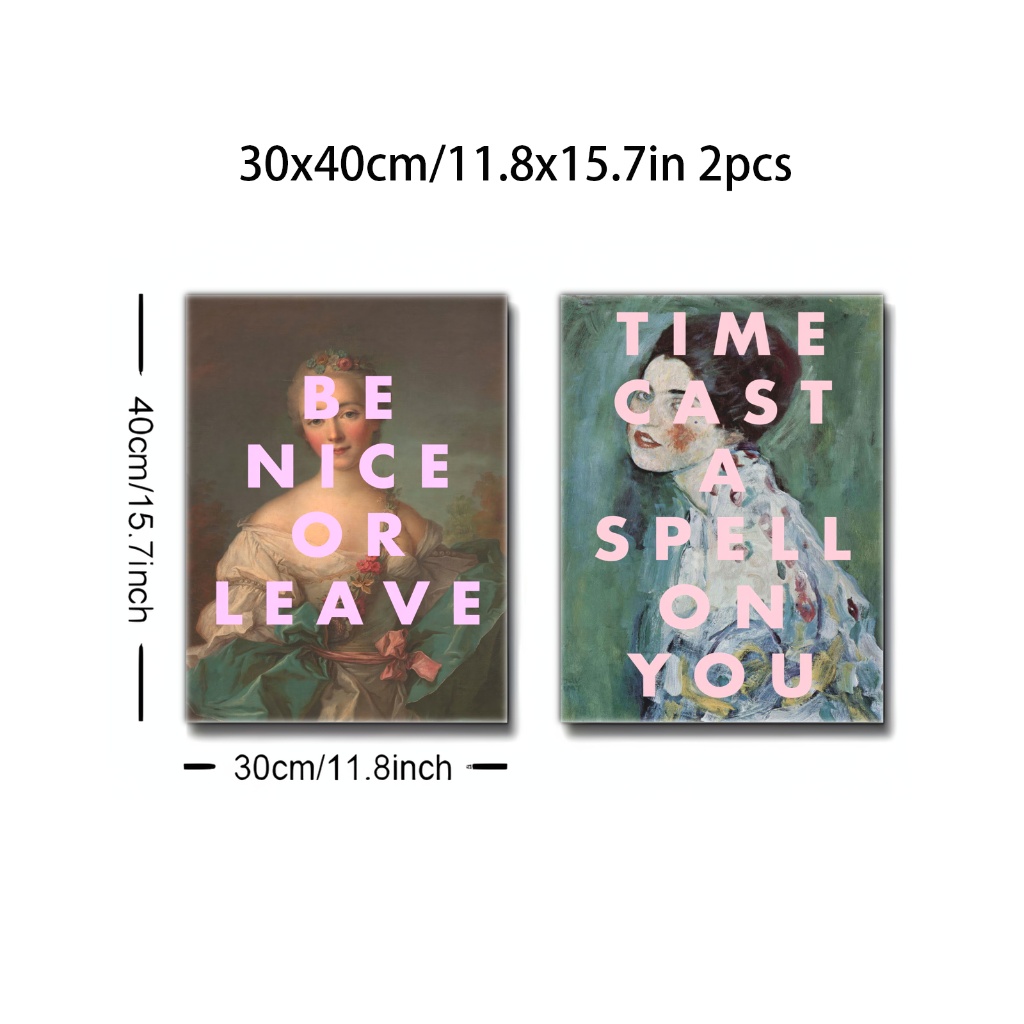 30x40cm/11.8x15.7in 2pcs
40cm/15.7inch
BE
NICE
OR
LEAVE
TIME
CAST
A
SPELL
ON
YOU
30cm/11.8inch